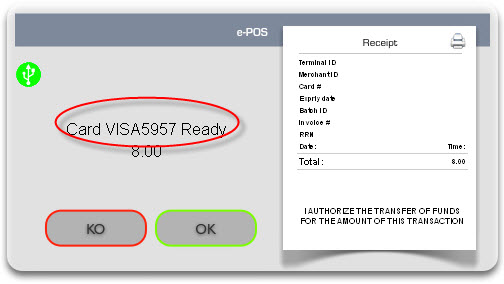 e-POS
Card VISA5957 Ready
8.00
KO
OK
Receipt
Terminal ID
Merchant ID
Card #
Expriy date
Batch ID
Invoice #
RRN
Date: Time:
Total: 8.00
I AUTHORIZE THE TRANSFER OF FUNDS
FOR THE AMOUNT OF THIS TRANSACTION